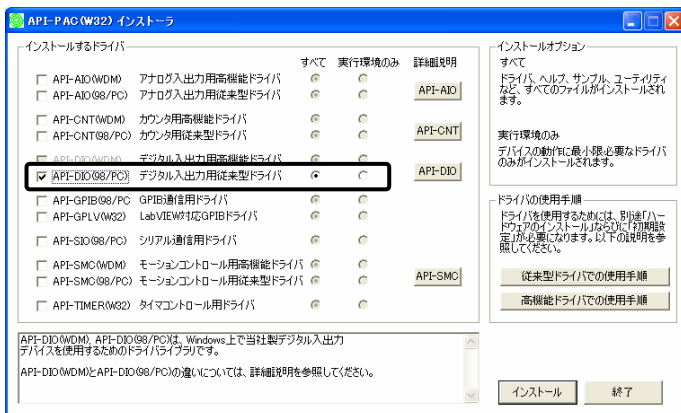 API-PAC(W32) インストーラ
インストールするドライバ
すべて 実行環境のみ 詳細説明
API-AIO(WDM) アナログ入出力用高機能ドライバ
API-AIO(98/PC) アナログ入出力用従来型ドライバ
API-AIO
API-CNT(WDM) カウンタ用高機能ドライバ
API-CNT(98/PC) カウンタ用従来型ドライバ
API-CNT
API-DIO(WDM) デジタル入出力用高機能ドライバ
API-DIO(98/PC) デジタル入出力用従来型ドライバ
API-DIO
API-GPIB(98/PC GPIB通信用ドライバ
API-GPLV(W32) LabVIEW対応GPIBドライバ
API-SIO(98/PC) シリアル通信用ドライバ
API-SMC(WDM) モーションコントロール用高機能ドライバ
API-SMC(98/PC) モーションコントロール用従来型ドライバ
API-SMC
API-TIMER(W32) タイマコントロール用ドライバ
インストールオプション
すべて
ドライバ、ヘルプ、サンプル、ユーティリティ
など、すべてのファイルがインストールされ
ます。
実行環境のみ
デバイスの動作に最小限必要なドライバ
のみがインストールされます。
ドライバの使用手順
ドライバを使用するためには、別途「ハー
ドウェアのインストール」ならびに「初期設
定」が必要になります。以下の説明を参
照してください。
従来型ドライバでの使用手順
高機能ドライバでの使用手順
API-DIO(WDM), API-DIO(98/PC)は、Windows上で当社製デジタル入出力
デバイスを使用するためのドライバライブラリです。
API-DIO(WDM)とAPI-DIO(98/PC)の違いについては、詳細説明を参照してください。
インストール 終了